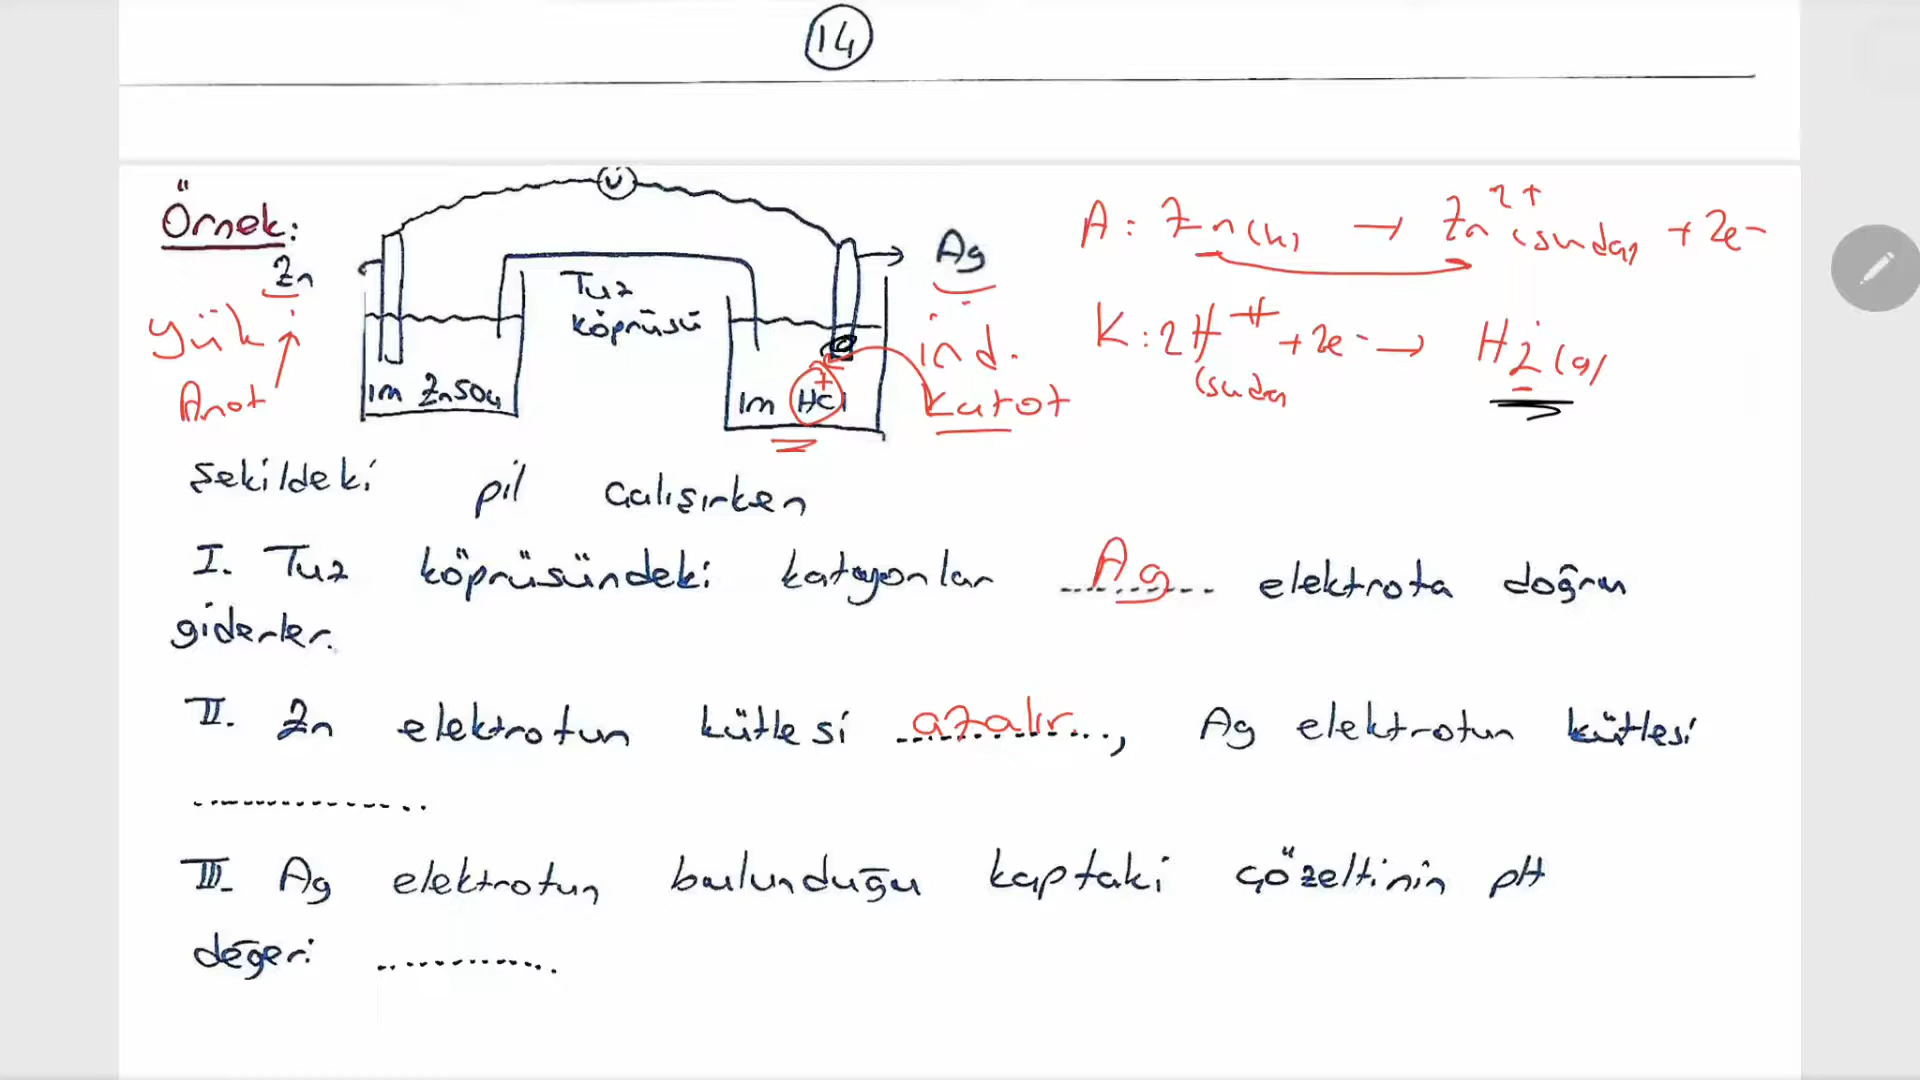 14
Örnek:
Zn
Ag
Tuz
köprüsü
yük
Anot
ind.
Katot
1M ZnSO4
1M HCl
+
A: Zn(k) → Zn2+ (suda) + 2e-
K: 2H+ + 2e- → H2(g)
(suda
Şekildeki pil çalışırken
I. Tuz köprüsündeki katyonlar ...Ag... elektrota doğru
giderler.
II. Zn elektrotun kütlesi ...azalır..., Ag elektrotun kütlesi
................
III. Ag elektrotun bulunduğu kaptaki çözeltinin pH
değeri ............